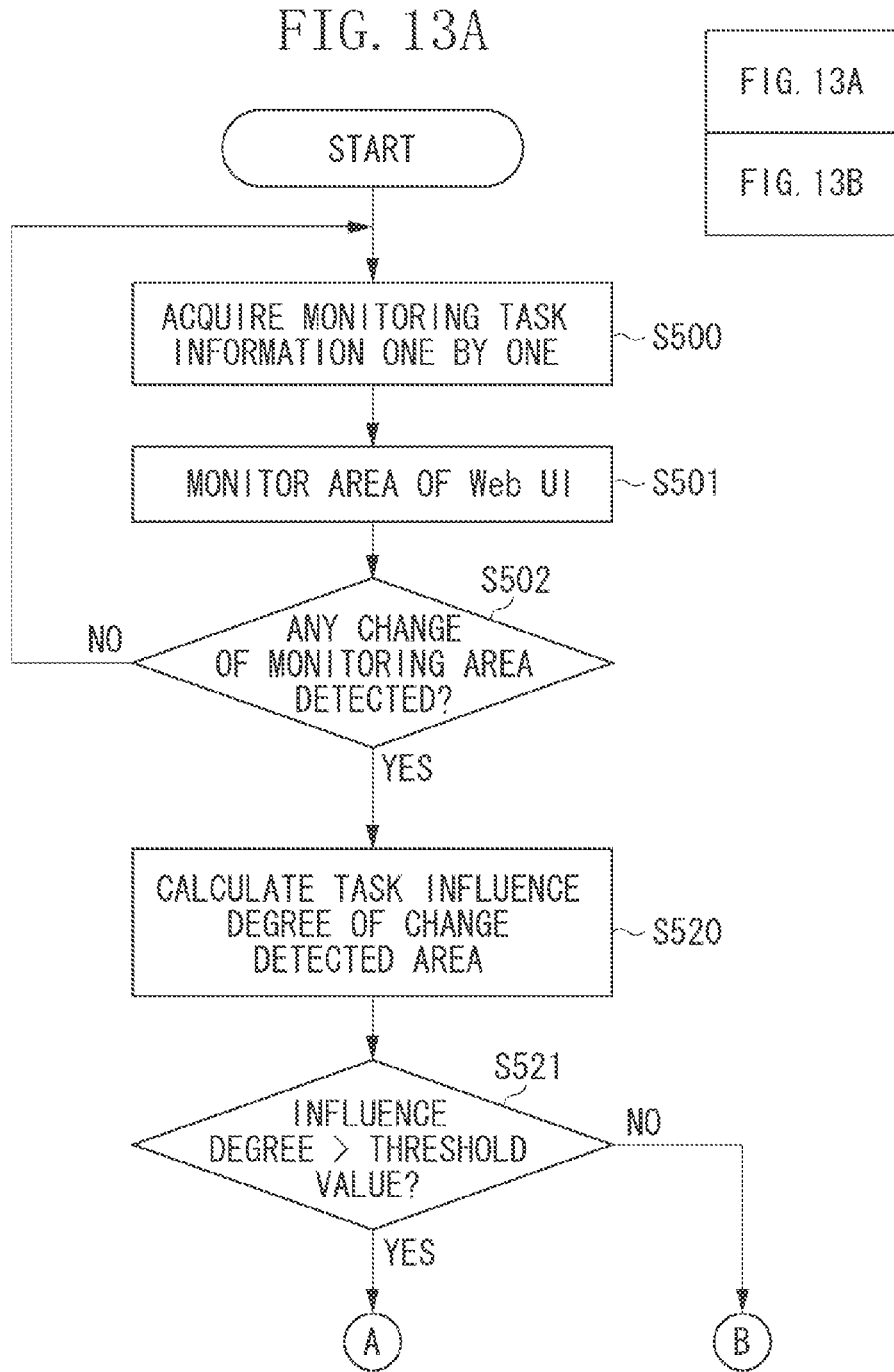 FIG. 13A
FIG. 13A
FIG. 13B
START
ACQUIRE MONITORING TASK
INFORMATION ONE BY ONE
S500
MONITOR AREA OF Web UI
S501
S502
ANY CHANGE
OF MONITORING AREA
DETECTED?
NO
YES
CALCULATE TASK INFLUENCE
DEGREE OF CHANGE
DETECTED AREA
S520
S521
INFLUENCE
DEGREE > THRESHOLD
VALUE?
NO
YES
A
B